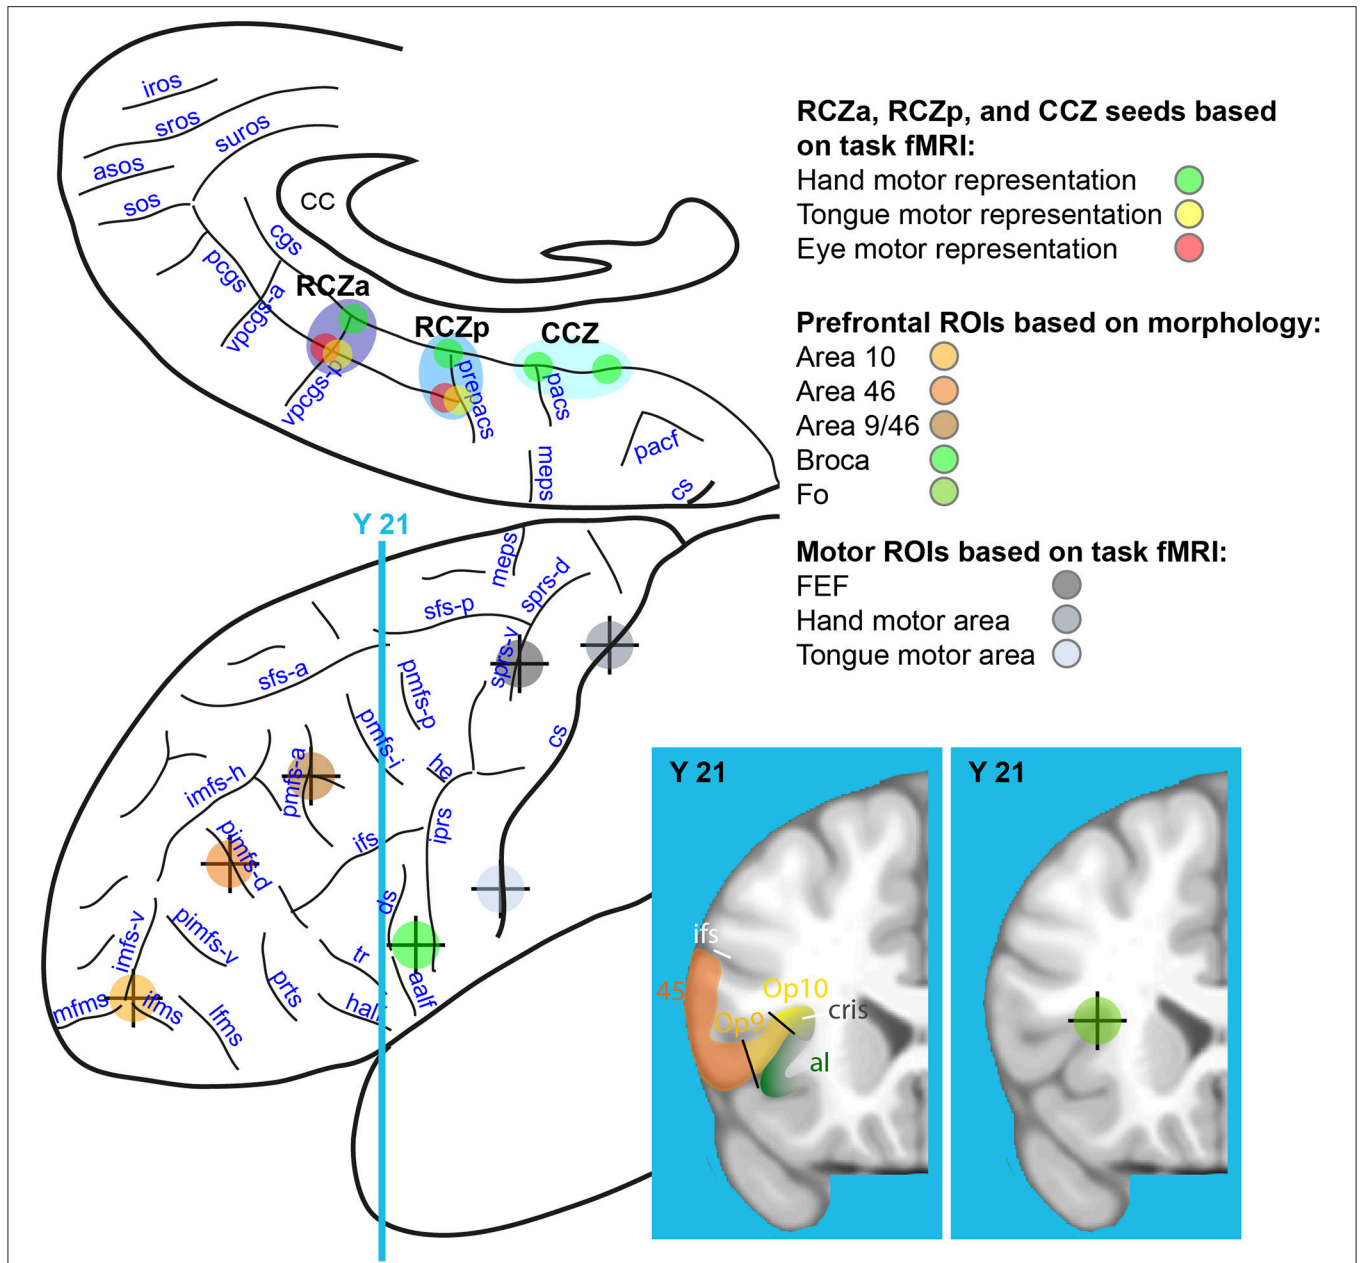 iros
sros
suros
asos
sos
CC
cgs
pcgs
vpcgs-a
RCZa
RCZp
CCZ
vpcgs-p
prepacs
pacs
meps
pacf
cs
RCZa, RCZp, and CCZ seeds based
on task fMRI:
Hand motor representation
Tongue motor representation
Eye motor representation
Prefrontal ROIs based on morphology:
Area 10
Area 46
Area 9/46
Broca
Fo
Motor ROIs based on task fMRI:
FEF
Hand motor area
Tongue motor area
Y 21
meps
sprs-d
sfs-p
sprs-v
sfs-a
pmfs-p
pmfs-i
cs
he
pmfs-a
imfs-h
iprs
ifs
pimfs-d
ds
imfs-v
pimfs-v
tr
aalf
prts
half
mfms
ifms
lfms
Y 21
ifs
45
Op10
Op9
cris
al
Y 21